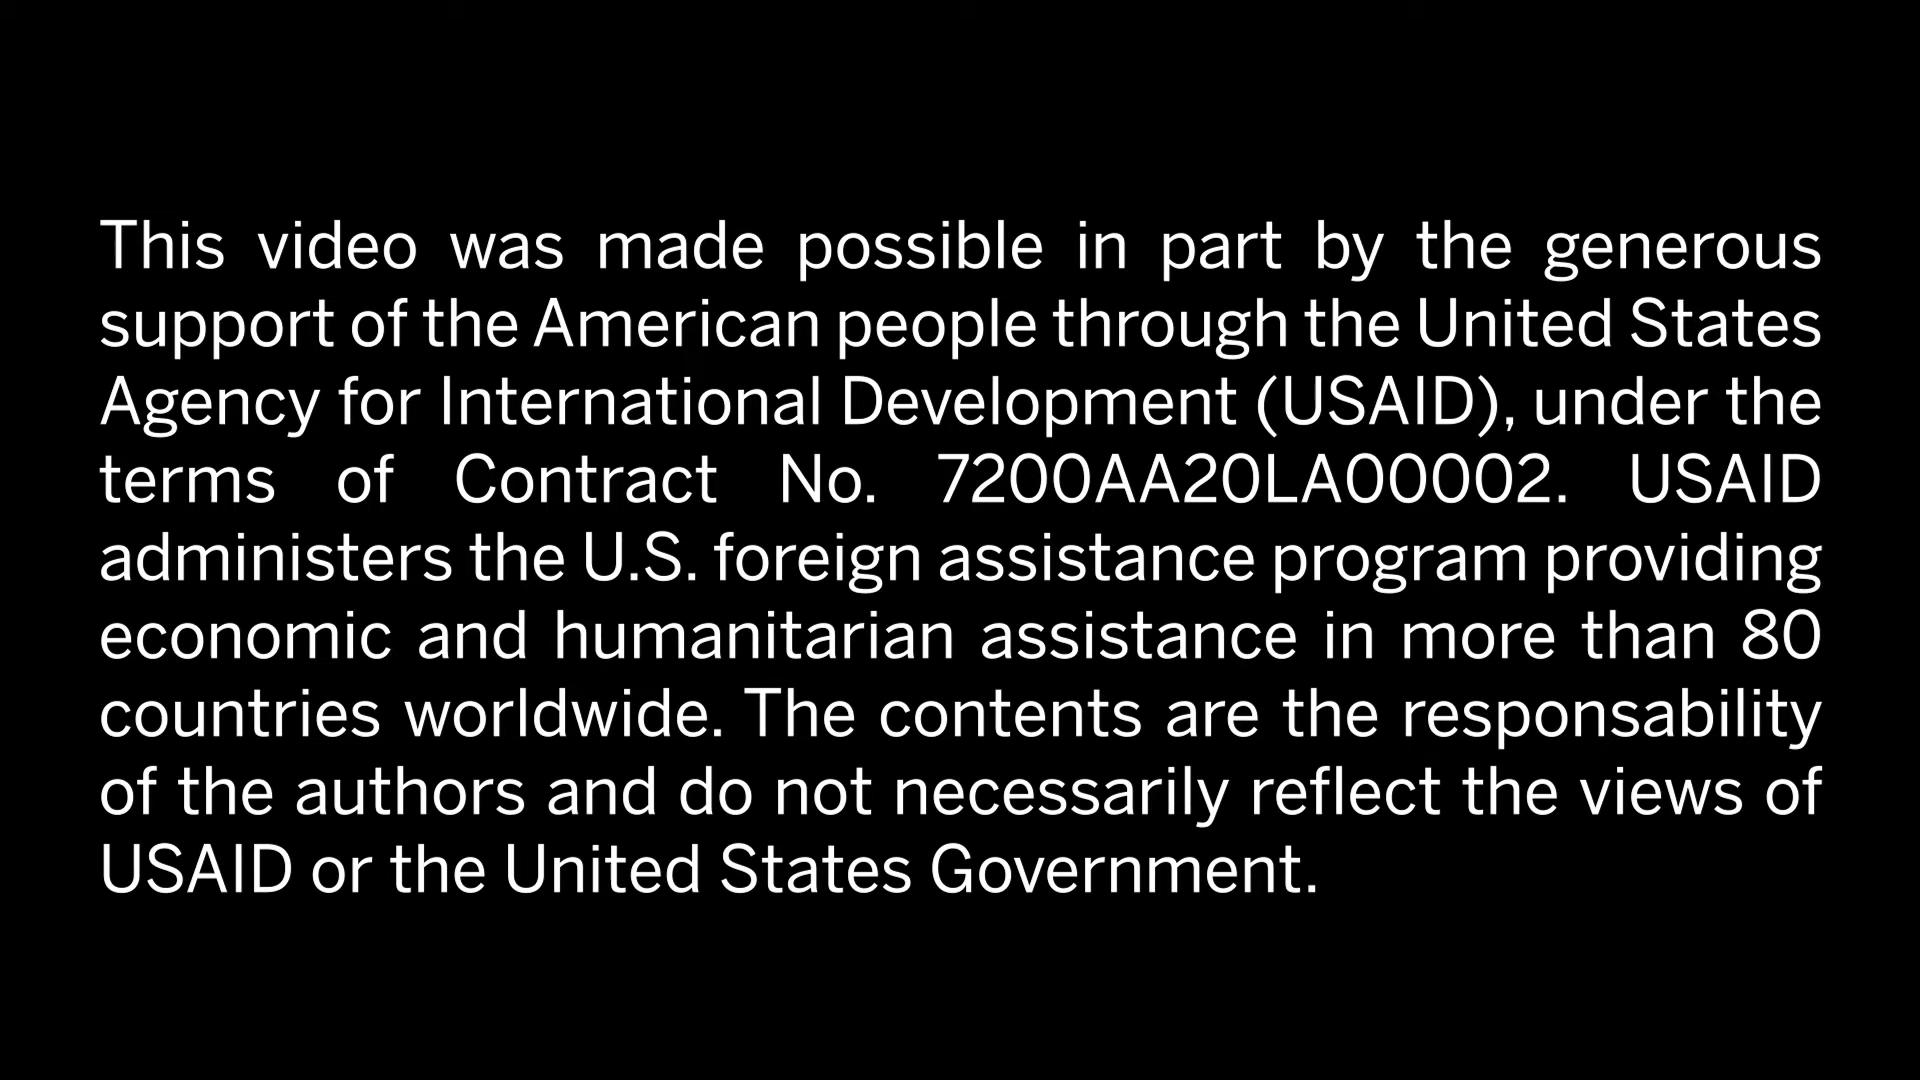 This video was made possible in part by the generous
support of the American people through the United States
Agency for International Development (USAID), under the
terms of Contract No. 7200AA20LA00002. USAID
administers the U.S. foreign assistance program providing
economic and humanitarian assistance in more than 80
countries worldwide. The contents are the responsability
of the authors and do not necessarily reflect the views of
USAID or the United States Government.